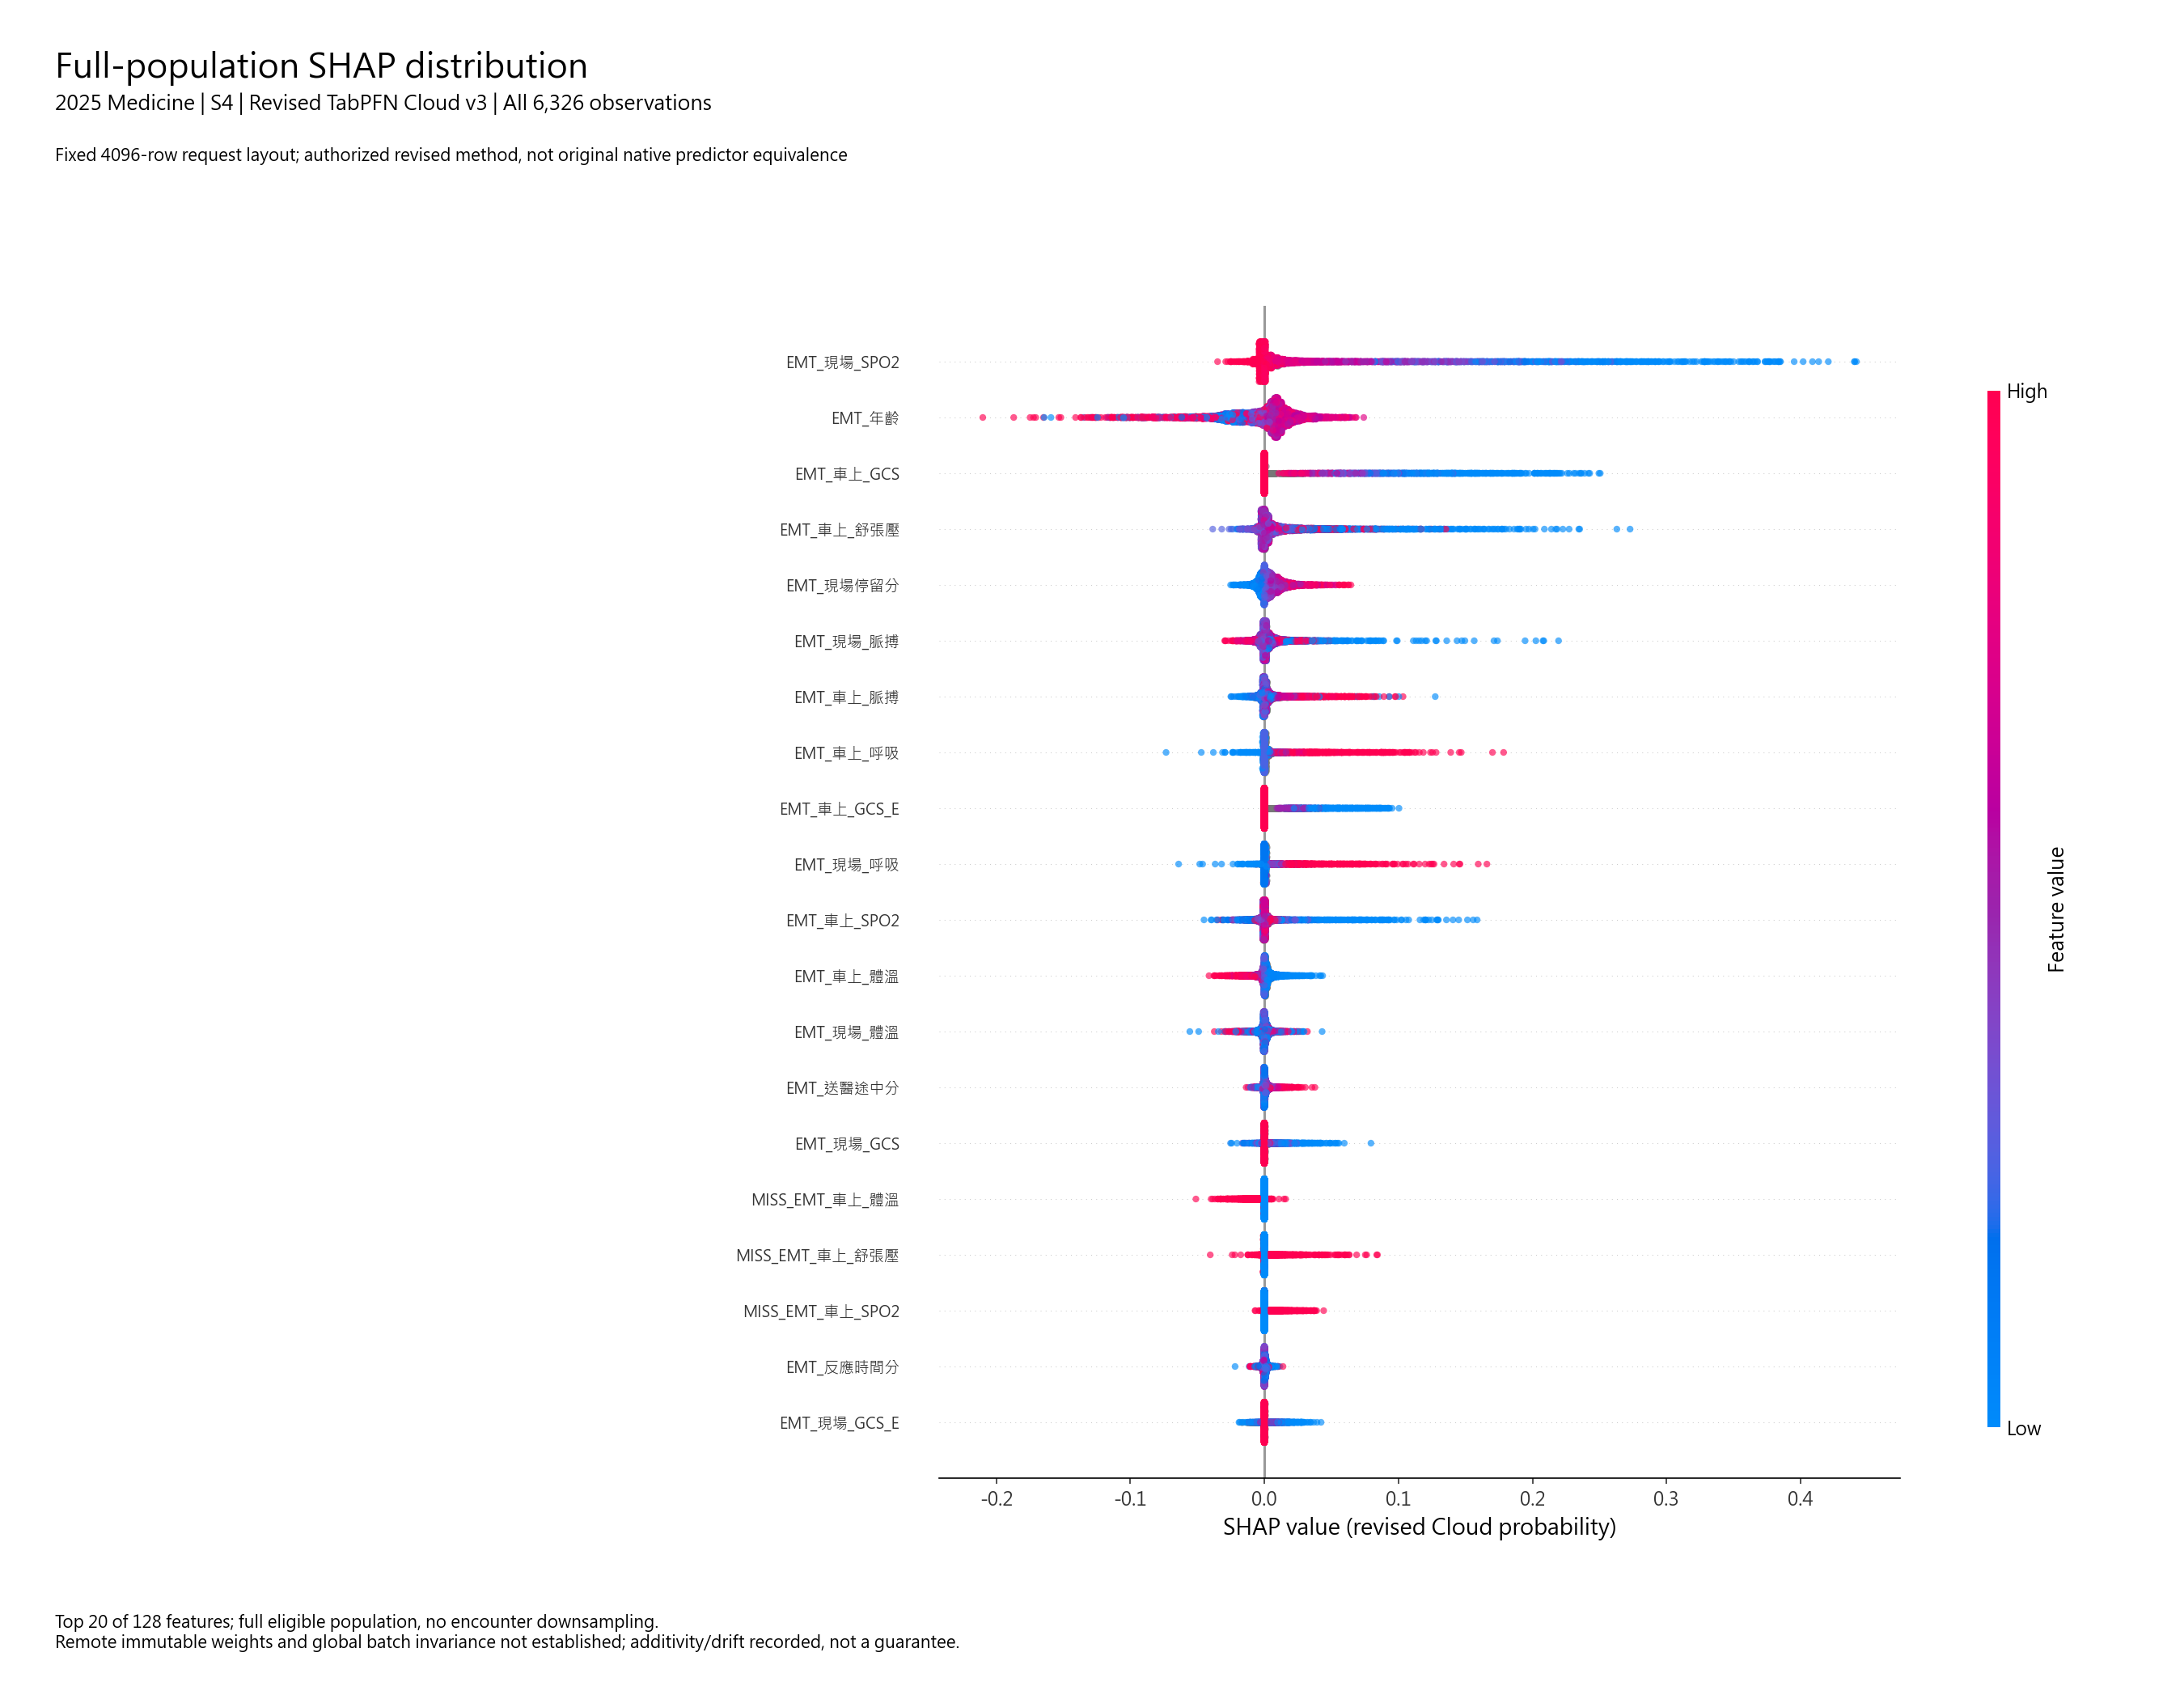 Full-population SHAP distribution
2025 Medicine | S4 | Revised TabPFN Cloud v3 | All 6,326 observations
Fixed 4096-row request layout; authorized revised method, not original native predictor equivalence
EMT_現場_SPO2
EMT_年齡
EMT_車上_GCS
EMT_車上_舒張壓
EMT_現場停留分
EMT_現場_脈搏
EMT_車上_脈搏
EMT_車上_呼吸
EMT_車上_GCS_E
EMT_現場_呼吸
EMT_車上_SPO2
EMT_車上_體溫
EMT_現場_體溫
EMT_送醫途中分
EMT_現場_GCS
MISS_EMT_車上_體溫
MISS_EMT_車上_舒張壓
MISS_EMT_車上_SPO2
EMT_反應時間分
EMT_現場_GCS_E
-0.2 -0.1 0.0 0.1 0.2 0.3 0.4
SHAP value (revised Cloud probability)
High
Feature value
Low
Top 20 of 128 features; full eligible population, no encounter downsampling.
Remote immutable weights and global batch invariance not established; additivity/drift recorded, not a guarantee.